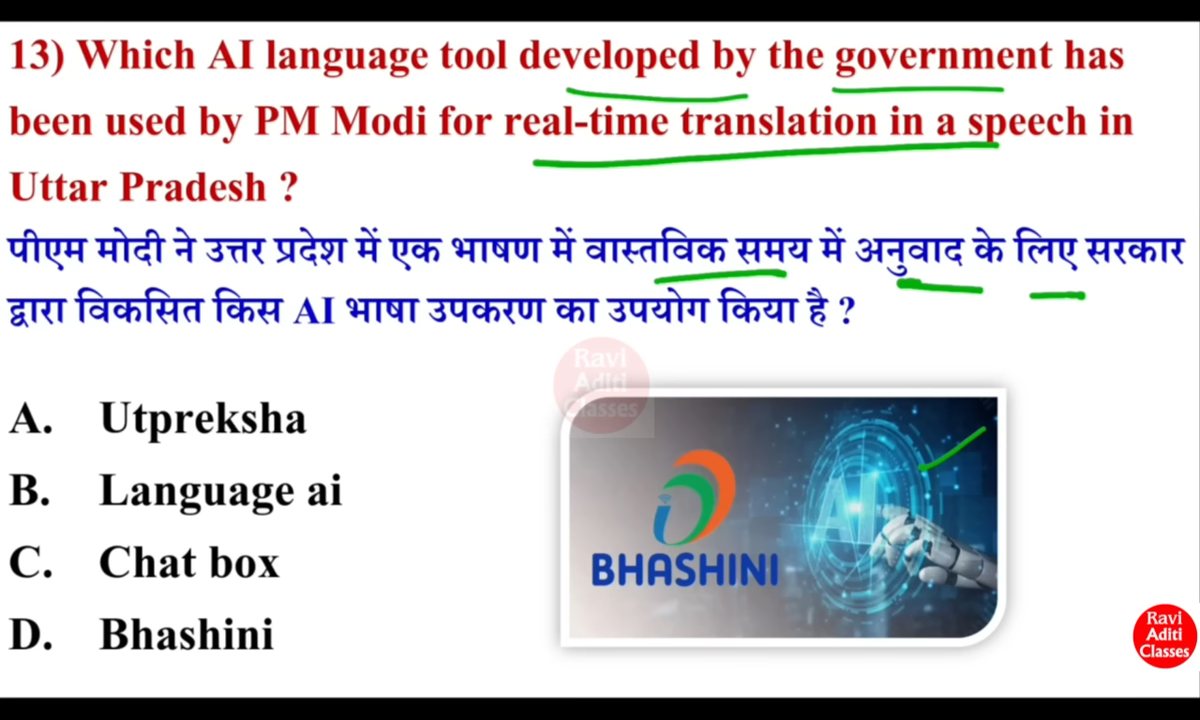 13) Which AI language tool developed by the government has
been used by PM Modi for real-time translation in a speech in
Uttar Pradesh ?
पीएम मोदी ने उत्तर प्रदेश में एक भाषण में वास्तविक समय में अनुवाद के लिए सरकार
द्वारा विकसित किस AI भाषा उपकरण का उपयोग किया है ?
Ravi
Aditi
Classes
A. Utpreksha
B. Language ai
C. Chat box
D. Bhashini
AI
BHASHINI
Ravi
Aditi
Classes